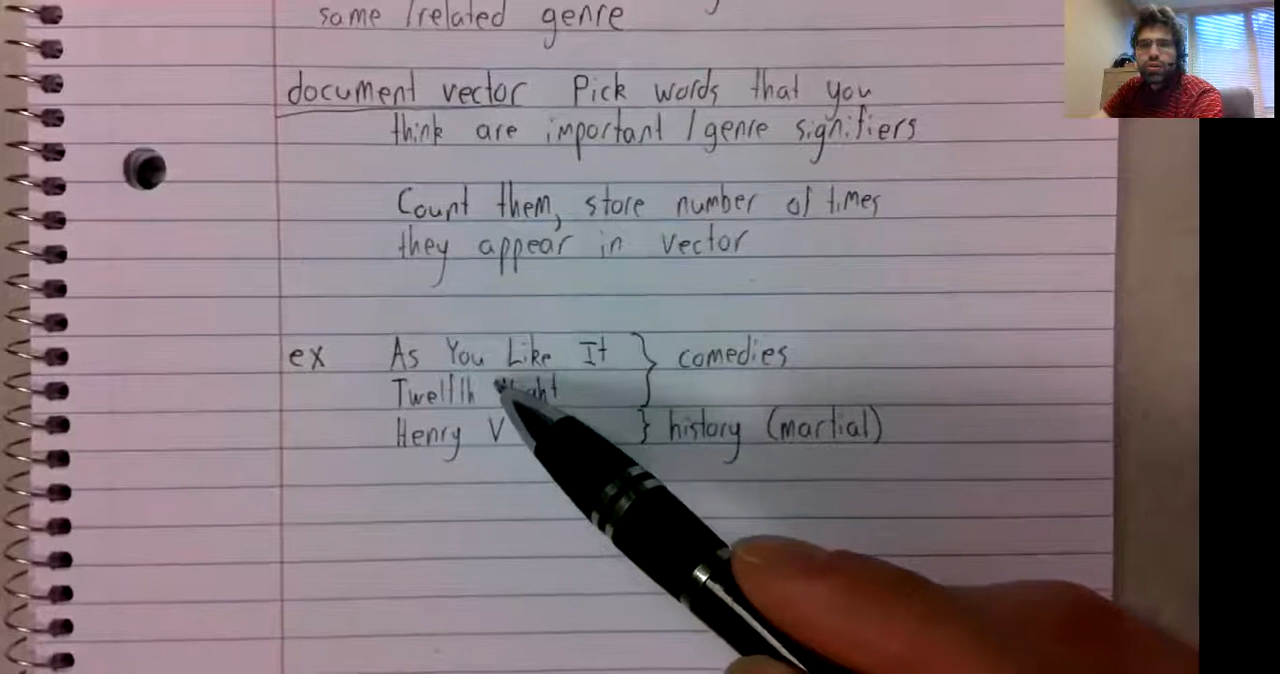 same /related genre
document vector Pick words that you
think are important /genre signifiers
Count them, store number of times
they appear in vector
ex As You Like It } comedies
Twelfth
Henry V } history (martial)